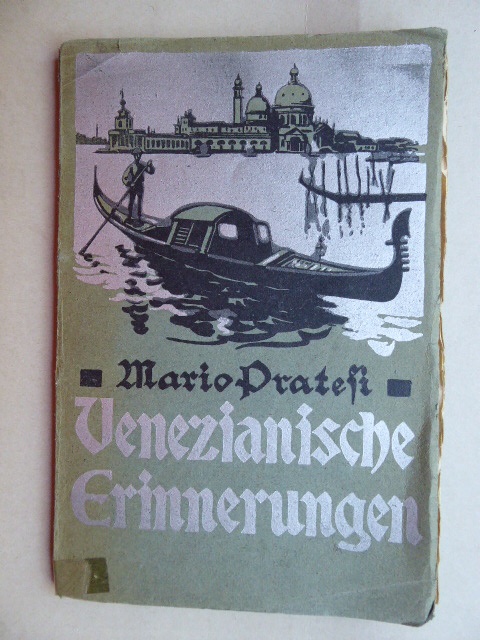 Mario Pratesi
Venezianische
Erinnerungen